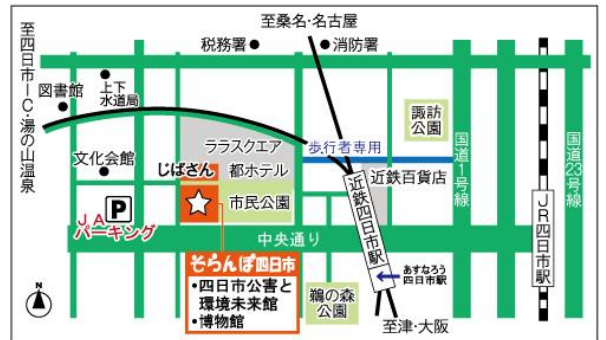 至桑名・名古屋
税務署
消防署
至四日市IC・湯の山温泉
図書館
上下
水道局
諏訪
公園
国道1号線
国道23号線
ララスクエア
歩行者専用
文化会館
じばさん
都ホテル
近鉄百貨店
市民公園
近鉄四日市駅
JR四日市駅
P
JA
パーキング
中央通り
そらんぽ四日市
・四日市公害と
環境未来館
・博物館
あすなろう
四日市駅
鵜の森
公園
N
至津・大阪